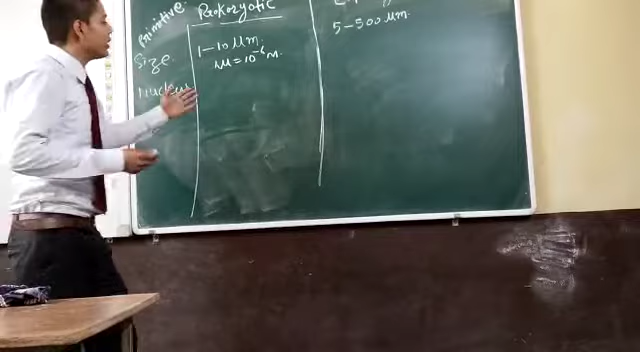 Primitive Prokaryotic
Size 1-10 μm. 5-500 μm.
μ = 10⁻⁶ m.
Nucleus